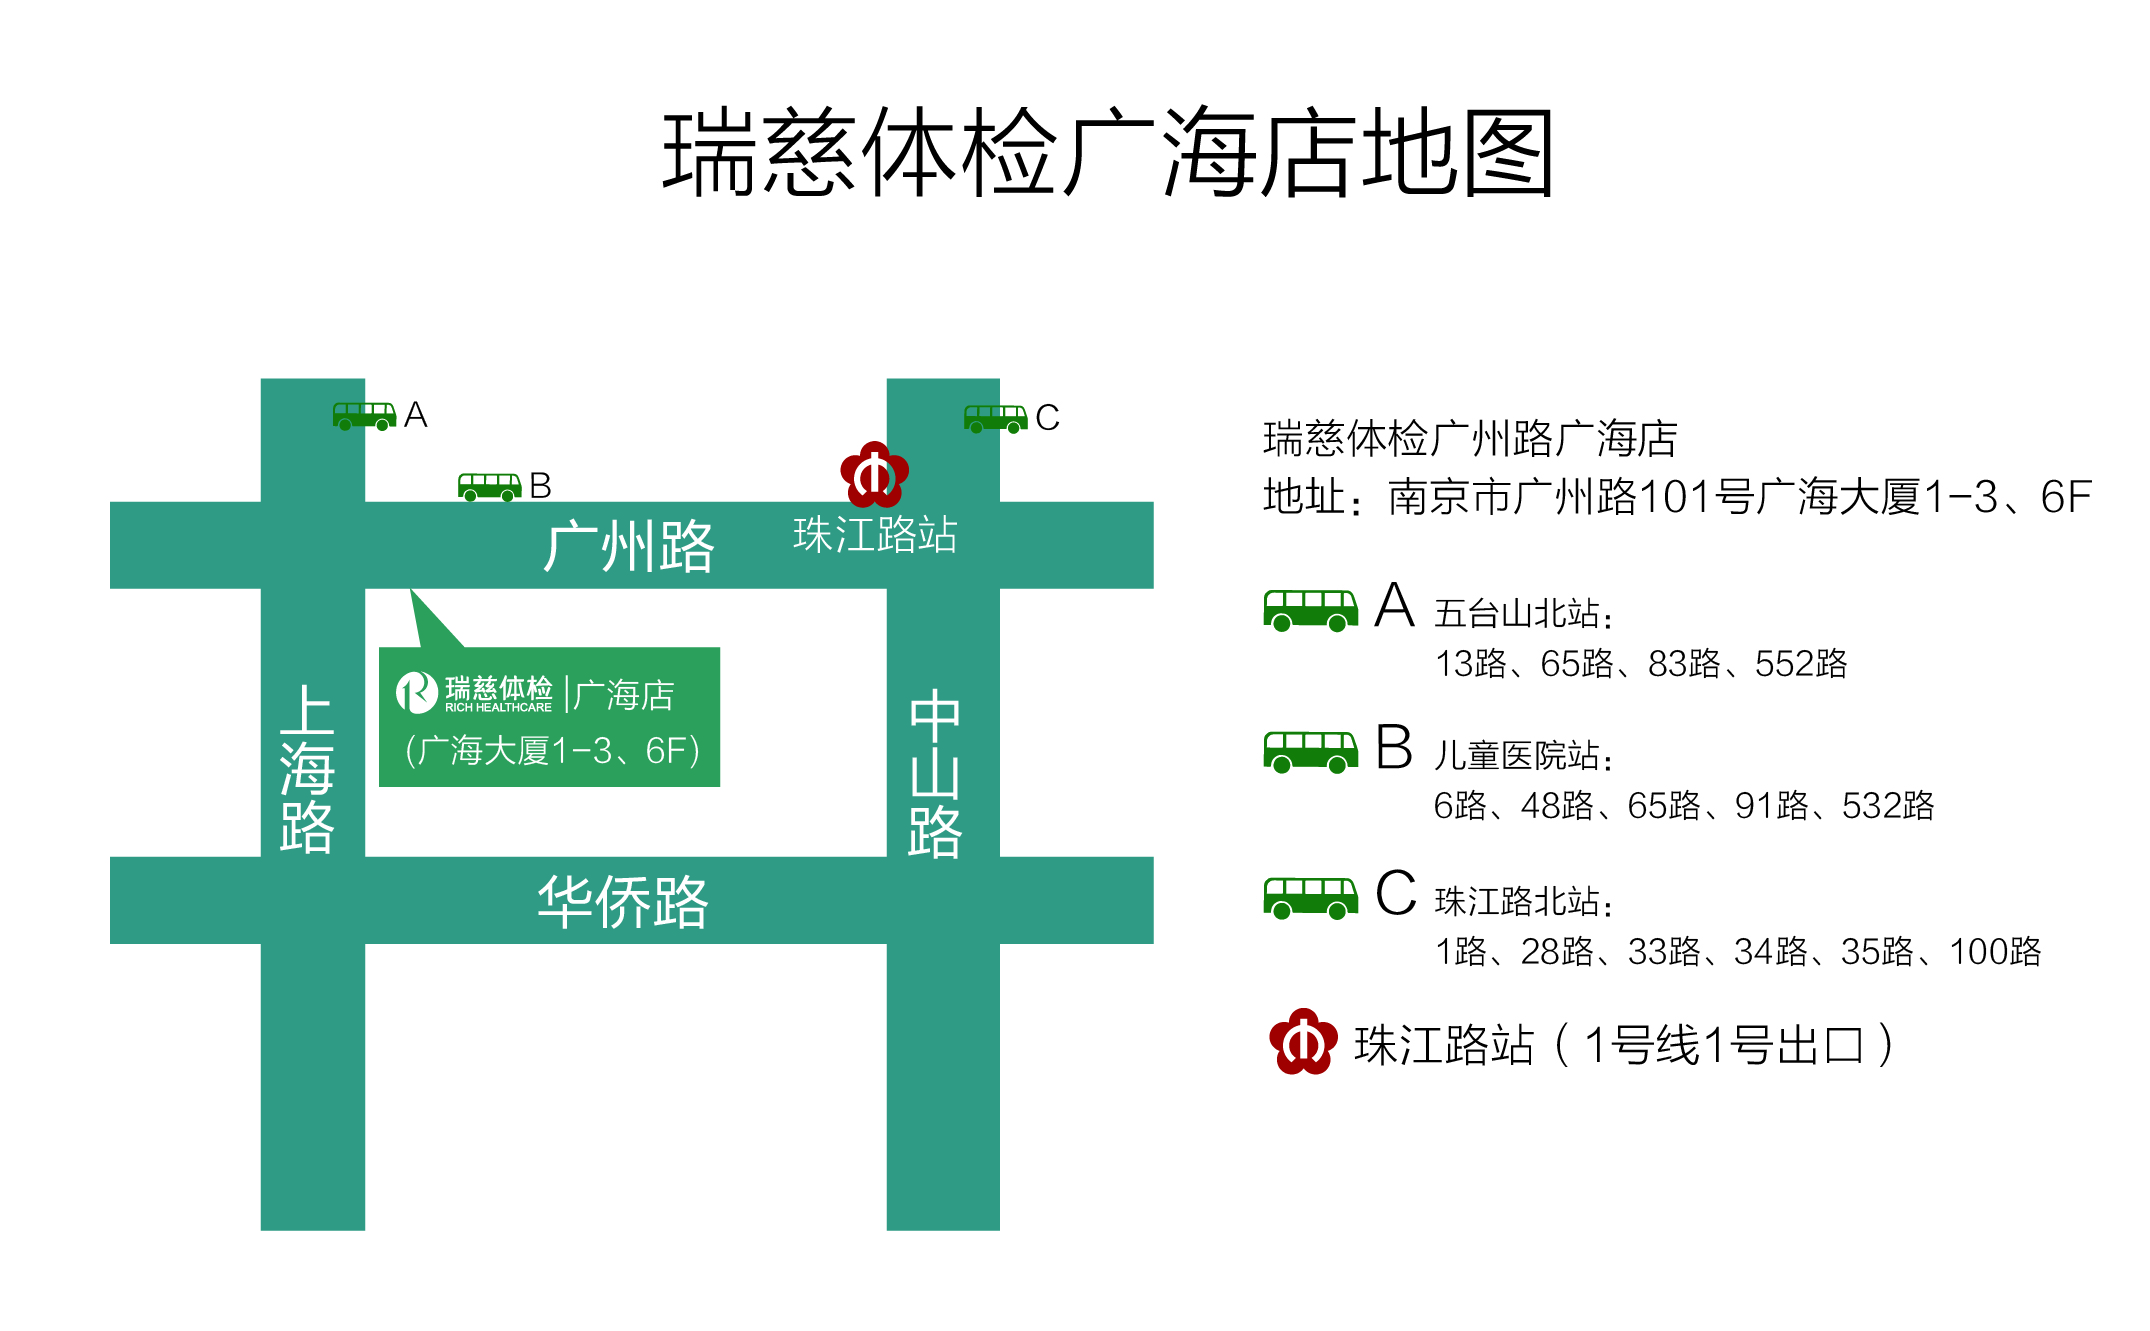 瑞慈体检广海店地图
A
C
B
广州路
珠江路站
瑞慈体检
RICH HEALTHCARE
广海店
(广海大厦1-3、6F)
上海路
中山路
华侨路
瑞慈体检广州路广海店
地址：南京市广州路101号广海大厦1-3、6F
A 五台山北站：
13路、65路、83路、552路
B 儿童医院站：
6路、48路、65路、91路、532路
C 珠江路北站：
1路、28路、33路、34路、35路、100路
珠江路站（1号线1号出口）